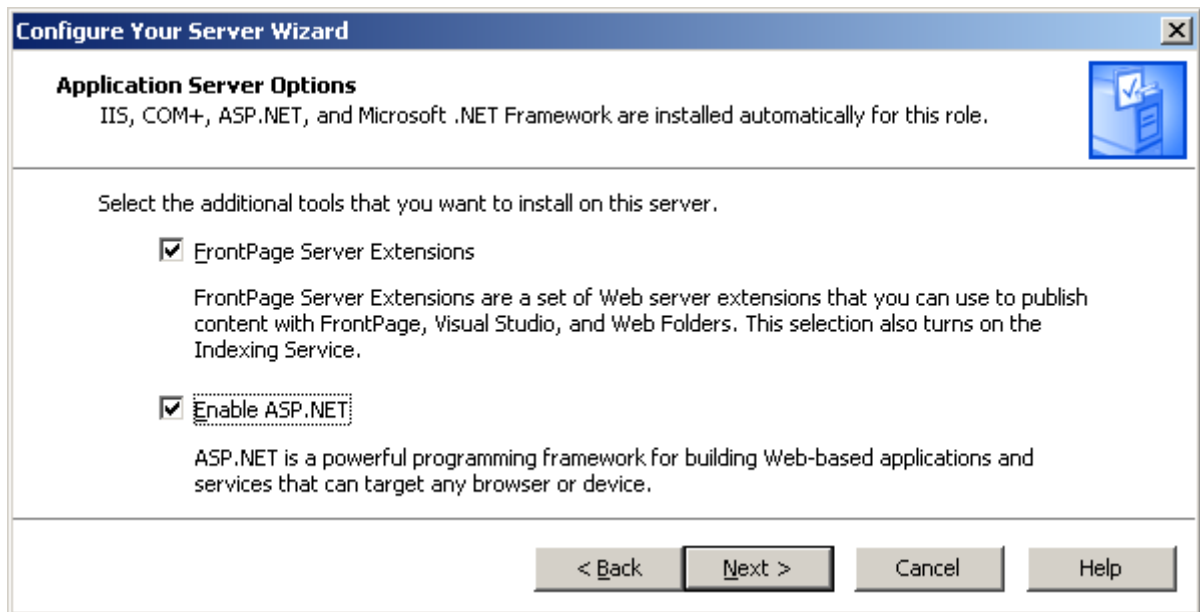 Configure Your Server Wizard
Application Server Options
IIS, COM+, ASP.NET, and Microsoft .NET Framework are installed automatically for this role.
Select the additional tools that you want to install on this server.
FrontPage Server Extensions
FrontPage Server Extensions are a set of Web server extensions that you can use to publish
content with FrontPage, Visual Studio, and Web Folders. This selection also turns on the
Indexing Service.
Enable ASP.NET
ASP.NET is a powerful programming framework for building Web-based applications and
services that can target any browser or device.
< Back Next > Cancel Help